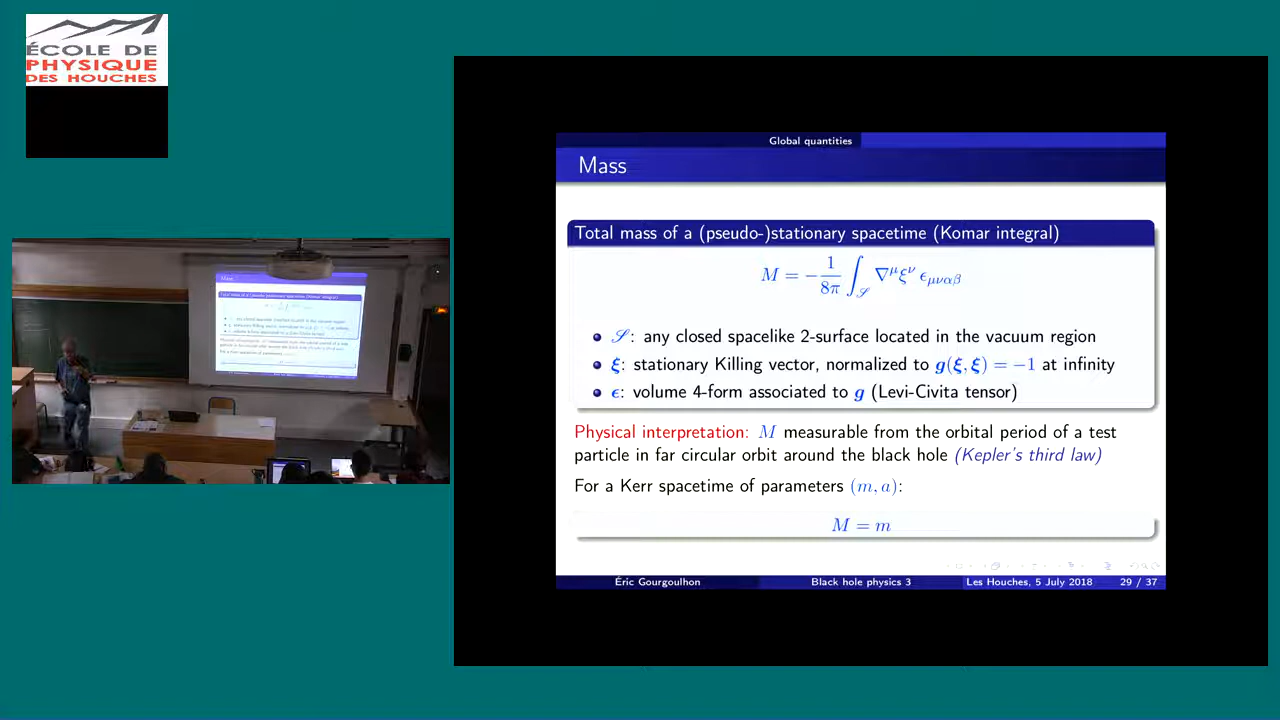 ÉCOLE DE
PHYSIQUE
DES HOUCHES
Global quantities
Mass
Total mass of a (pseudo-)stationary spacetime (Komar integral)
M = −\frac{1}{8π} ∫_𝒮 ∇^μ ξ^ν ϵ_{μναβ}
• 𝒮: any closed spacelike 2-surface located in the vacuum region
• ξ: stationary Killing vector, normalized to g(ξ, ξ) = −1 at infinity
• ϵ: volume 4-form associated to g (Levi-Civita tensor)
Physical interpretation: M measurable from the orbital period of a test
particle in far circular orbit around the black hole (Kepler's third law)
For a Kerr spacetime of parameters (m, a):
M = m
Éric Gourgoulhon Black hole physics 3 Les Houches, 5 July 2018 29 / 37